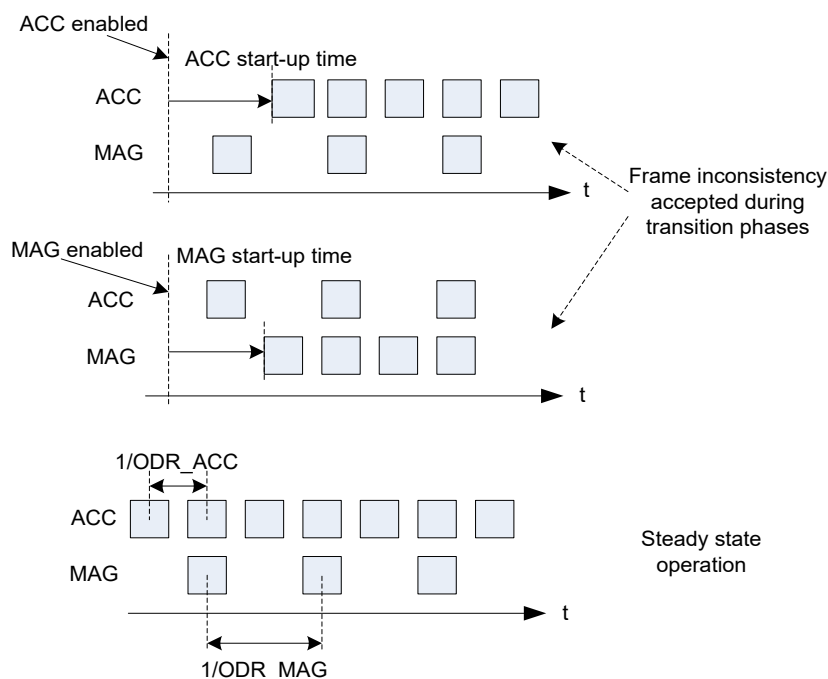 ACC enabled
ACC start-up time
ACC
MAG
t
Frame inconsistency
accepted during
transition phases
MAG enabled
MAG start-up time
ACC
MAG
t
1/ODR_ACC
ACC
MAG
t
Steady state
operation
1/ODR_MAG